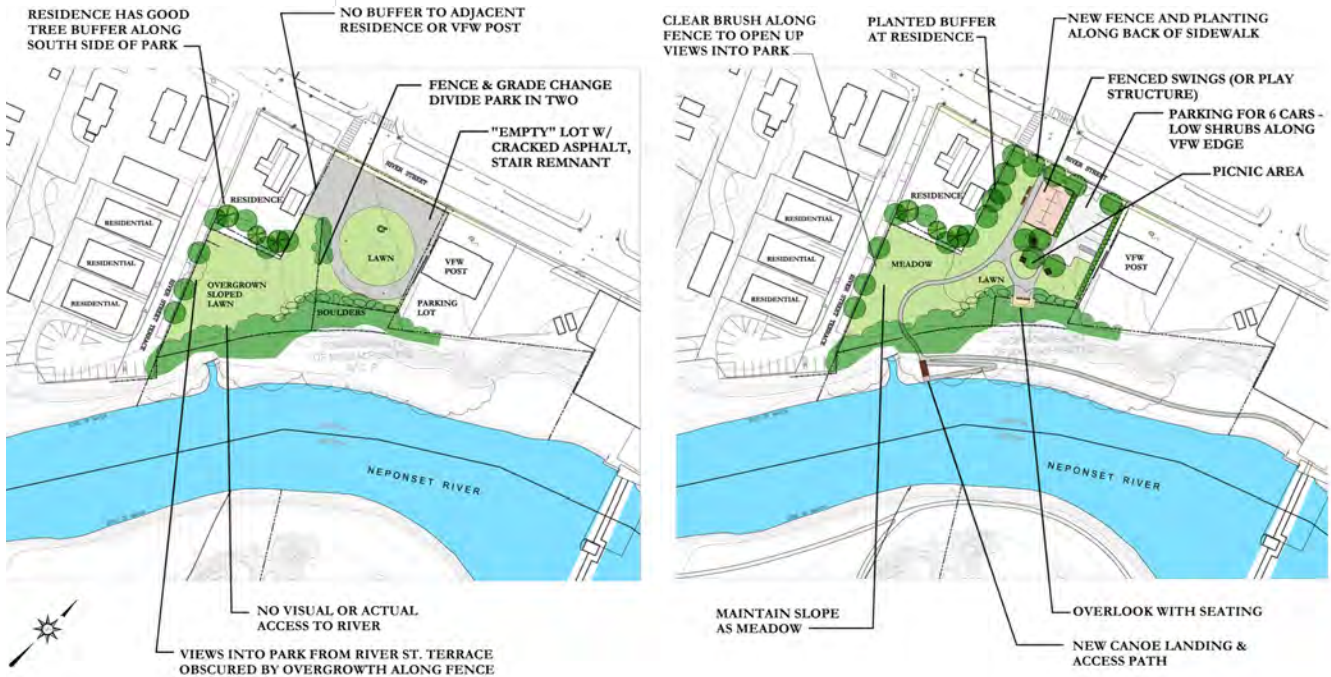 RESIDENCE HAS GOOD
TREE BUFFER ALONG
SOUTH SIDE OF PARK
NO BUFFER TO ADJACENT
RESIDENCE OR VFW POST
FENCE & GRADE CHANGE
DIVIDE PARK IN TWO
"EMPTY" LOT W/
CRACKED ASPHALT,
STAIR REMNANT
RIVER STREET
RESIDENCE
RESIDENTIAL
RESIDENTIAL
RESIDENTIAL
OVERGROWN
SLOPED
LAWN
LAWN
VFW
POST
RIVER STREET TERRACE
BOULDERS
PARKING
LOT
NEPONSET RIVER
NO VISUAL OR ACTUAL
ACCESS TO RIVER
VIEWS INTO PARK FROM RIVER ST. TERRACE
OBSCURED BY OVERGROWTH ALONG FENCE
CLEAR BRUSH ALONG
FENCE TO OPEN UP
VIEWS INTO PARK
PLANTED BUFFER
AT RESIDENCE
NEW FENCE AND PLANTING
ALONG BACK OF SIDEWALK
FENCED SWINGS (OR PLAY
STRUCTURE)
PARKING FOR 6 CARS -
LOW SHRUBS ALONG
VFW EDGE
PICNIC AREA
RIVER STREET
RESIDENCE
RESIDENTIAL
RESIDENTIAL
RESIDENTIAL
MEADOW
LAWN
VFW
POST
RIVER STREET TERRACE
NEPONSET RIVER
MAINTAIN SLOPE
AS MEADOW
OVERLOOK WITH SEATING
NEW CANOE LANDING &
ACCESS PATH